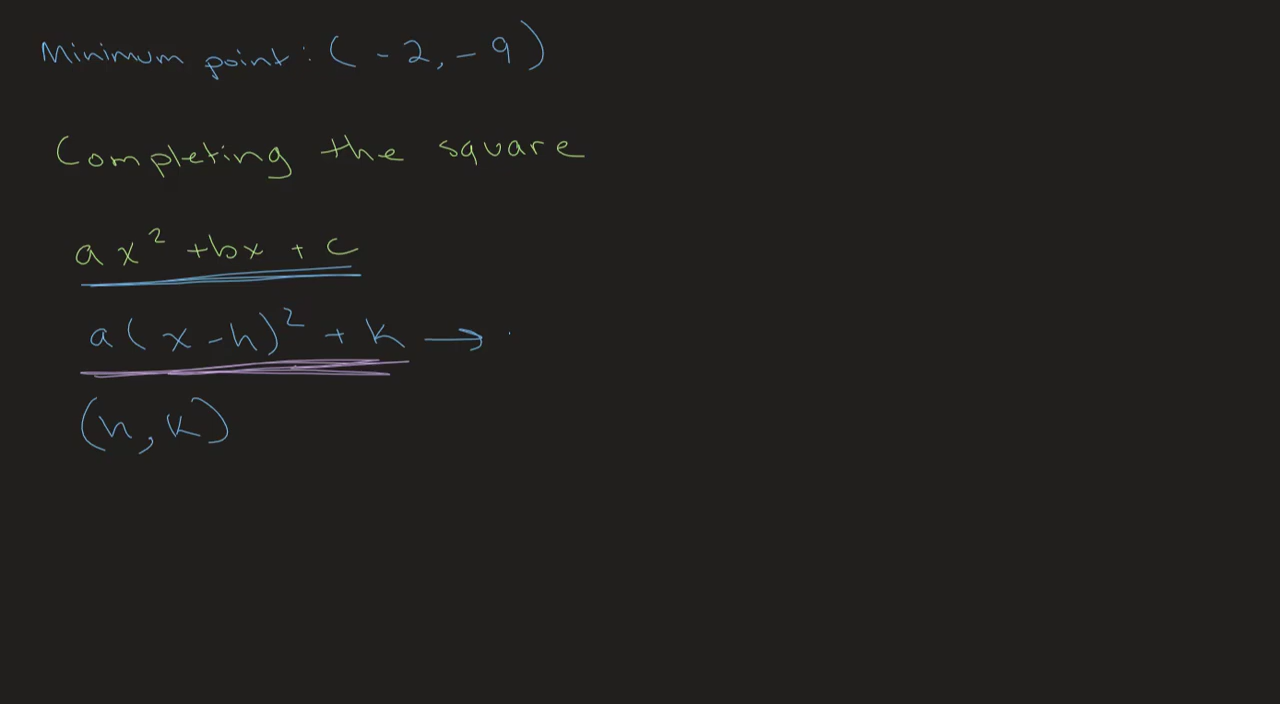 Minimum point: (-2, -9)
Completing the square
ax² + bx + c
a(x - h)² + k →
(h, k)